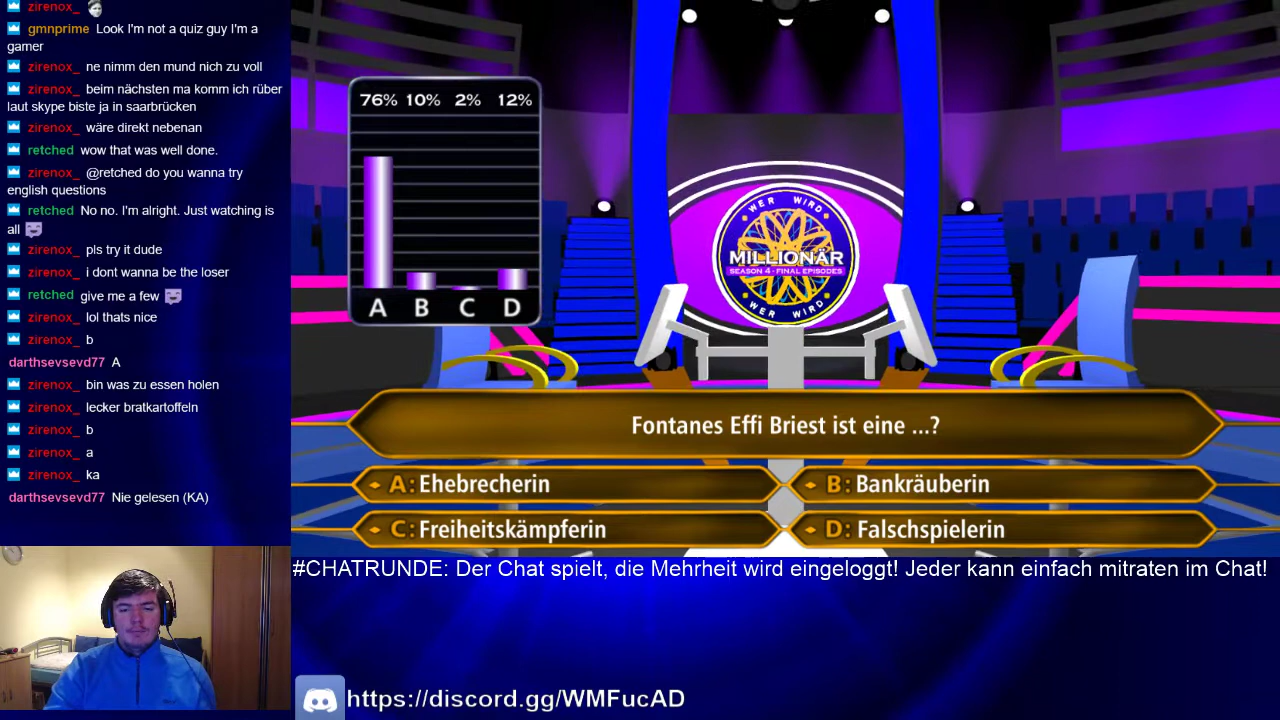 zirenox_
gmnprime Look I'm not a quiz guy I'm a
gamer
zirenox_ ne nimm den mund nich zu voll
zirenox_ beim nächsten ma komm ich rüber
laut skype biste ja in saarbrücken
zirenox_ wäre direkt nebenan
retched wow that was well done.
zirenox_ @retched do you wanna try
english questions
retched No no. I'm alright. Just watching is
all
zirenox_ pls try it dude
zirenox_ i dont wanna be the loser
retched give me a few
zirenox_ lol thats nice
zirenox_ b
darthsevsevd77 A
zirenox_ bin was zu essen holen
zirenox_ lecker bratkartoffeln
zirenox_ b
zirenox_ a
zirenox_ ka
darthsevsevd77 Nie gelesen (KA)
76% 10% 2% 12%
A B C D
WER WIRD
MILLIONÄR
SEASON 4 - FINAL EPISODES
WER WIRD
Fontanes Effi Briest ist eine ...?
A: Ehebrecherin
B: Bankräuberin
C: Freiheitskämpferin
D: Falschspielerin
#CHATRUNDE: Der Chat spielt, die Mehrheit wird eingeloggt! Jeder kann einfach mitraten im Chat!
https://discord.gg/WMFucAD